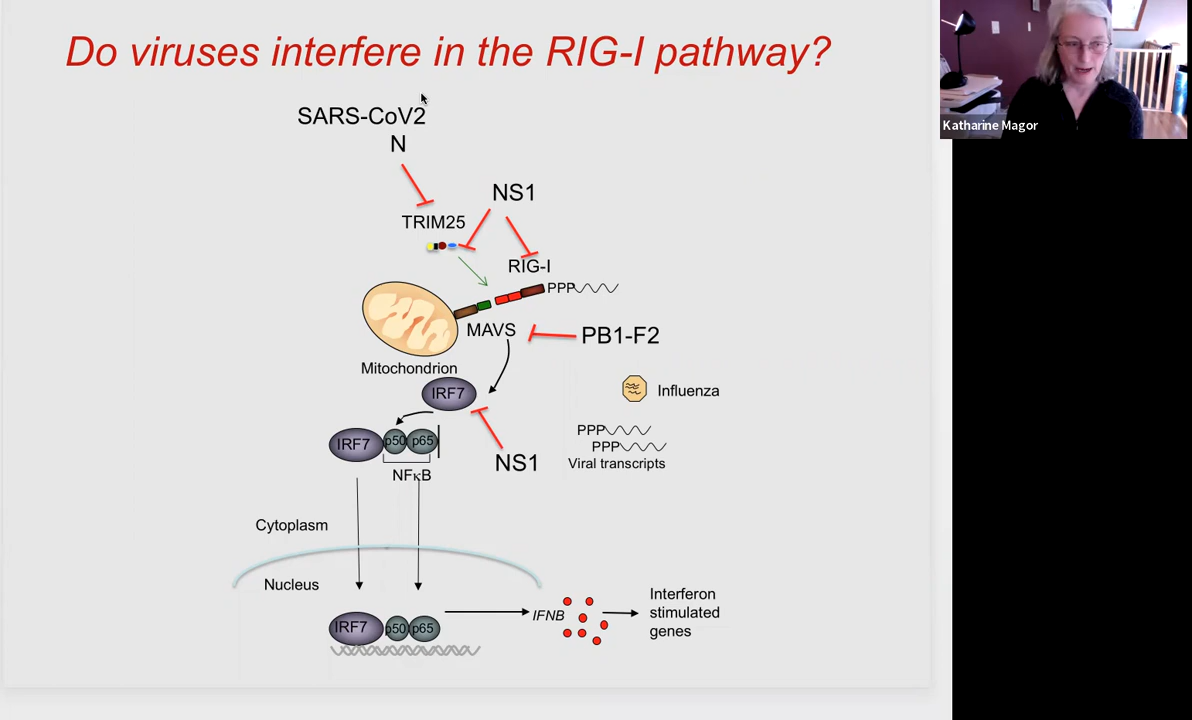 Do viruses interfere in the RIG-I pathway?
Katharine Magor
SARS-CoV2
N
NS1
TRIM25
RIG-I
PPP
MAVS
PB1-F2
Mitochondrion
IRF7
Influenza
IRF7 p50 p65
PPP
PPP
NS1
Viral transcripts
NFκB
Cytoplasm
Nucleus
IFNB
Interferon
stimulated
genes
IRF7 p50 p65